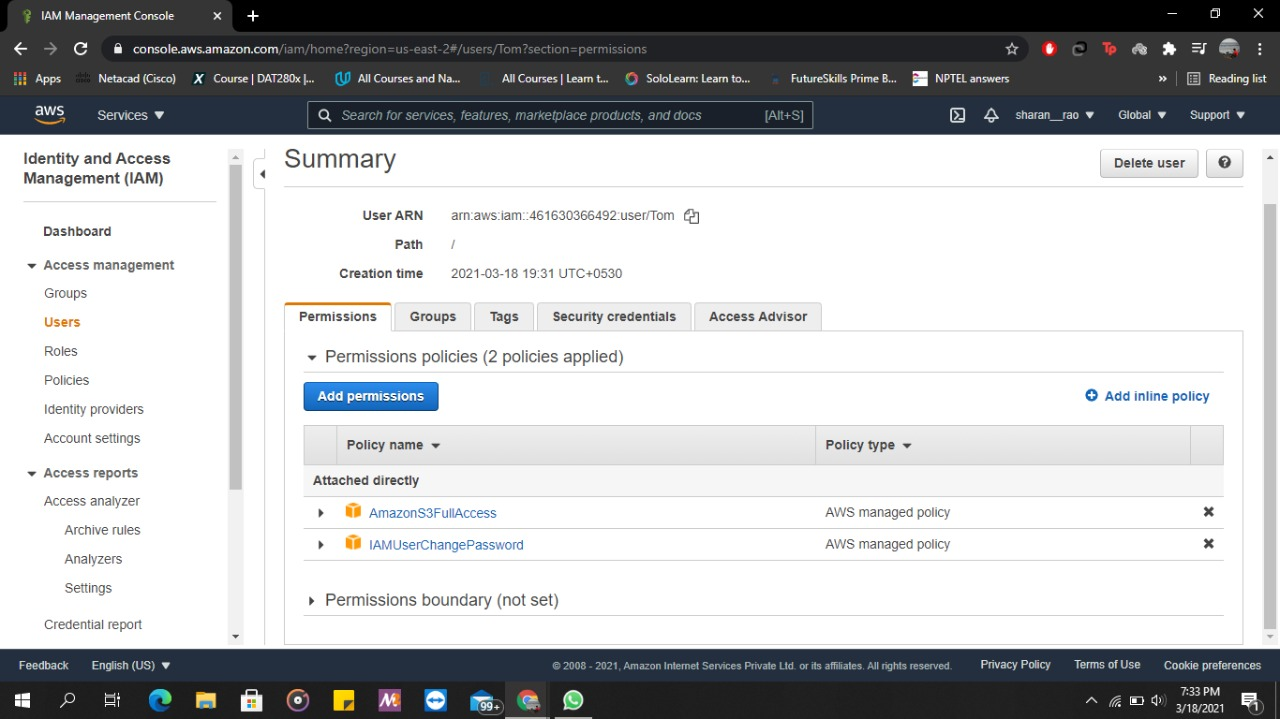 IAM Management Console
console.aws.amazon.com/iam/home?region=us-east-2#/users/Tom?section=permissions
Apps Netacad (Cisco) Course | DAT280x |... All Courses and Na... All Courses | Learn t... SoloLearn: Learn to... FutureSkills Prime B... NPTEL answers » Reading list
aws Services Search for services, features, marketplace products, and docs [Alt+S] sharan__rao Global Support
Identity and Access
Management (IAM)
Dashboard
Access management
Groups
Users
Roles
Policies
Identity providers
Account settings
Access reports
Access analyzer
Archive rules
Analyzers
Settings
Credential report
Summary
Delete user
User ARN arn:aws:iam::461630366492:user/Tom
Path /
Creation time 2021-03-18 19:31 UTC+0530
Permissions Groups Tags Security credentials Access Advisor
Permissions policies (2 policies applied)
Add permissions Add inline policy
Policy name Policy type
Attached directly
AmazonS3FullAccess AWS managed policy
IAMUserChangePassword AWS managed policy
Permissions boundary (not set)
Feedback English (US) © 2008 - 2021, Amazon Internet Services Private Ltd. or its affiliates. All rights reserved. Privacy Policy Terms of Use Cookie preferences
99+
7:33 PM
3/18/2021
1